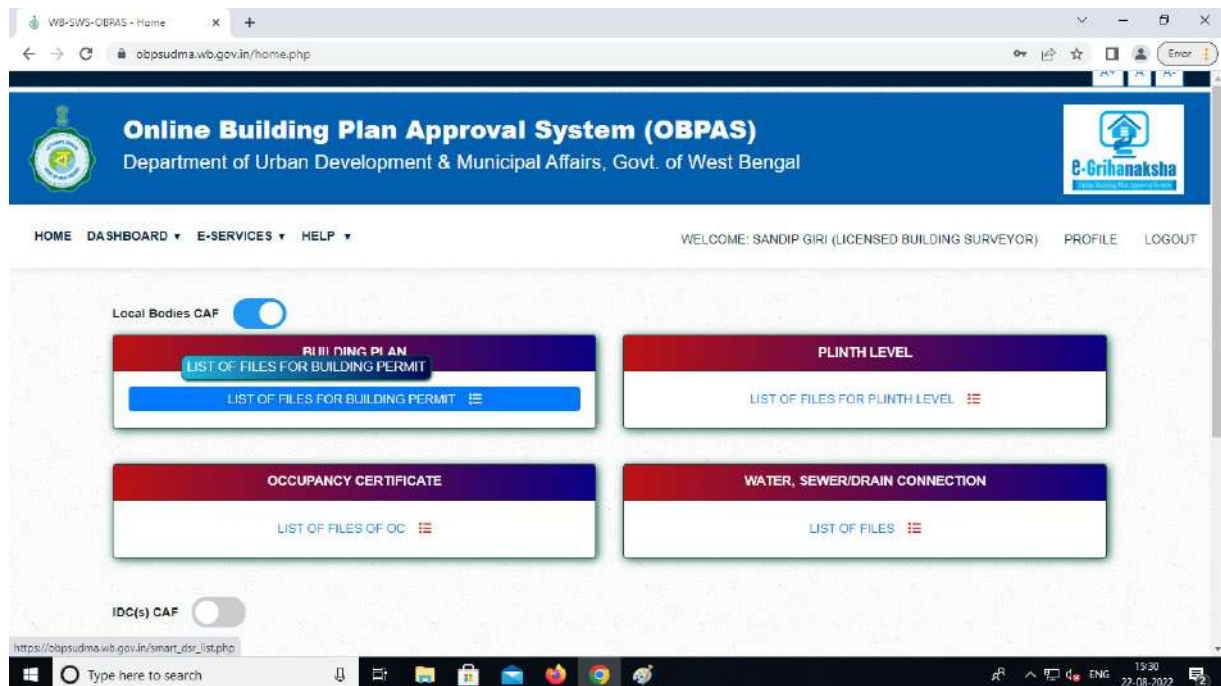 WB-SWS-OBPAS - Home
obpsudma.wb.gov.in/home.php
Error
A+ A A-
Online Building Plan Approval System (OBPAS)
Department of Urban Development & Municipal Affairs, Govt. of West Bengal
e-Grihanaksha
HOME DASHBOARD E-SERVICES HELP
WELCOME: SANDIP GIRI (LICENSED BUILDING SURVEYOR) PROFILE LOGOUT
Local Bodies CAF
BUILDING PLAN
LIST OF FILES FOR BUILDING PERMIT
LIST OF FILES FOR BUILDING PERMIT
PLINTH LEVEL
LIST OF FILES FOR PLINTH LEVEL
OCCUPANCY CERTIFICATE
LIST OF FILES OF OC
WATER, SEWER/DRAIN CONNECTION
LIST OF FILES
IDC(s) CAF
https://obpsudma.wb.gov.in/smart_dsr_list.php
Type here to search
ENG
15:30
22-08-2022
2